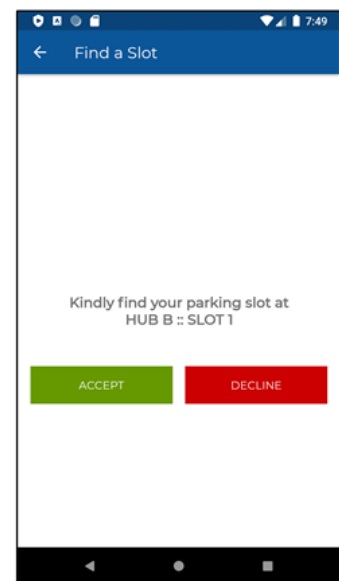 7:49
Find a Slot
Kindly find your parking slot at
HUB B :: SLOT 1
ACCEPT
DECLINE